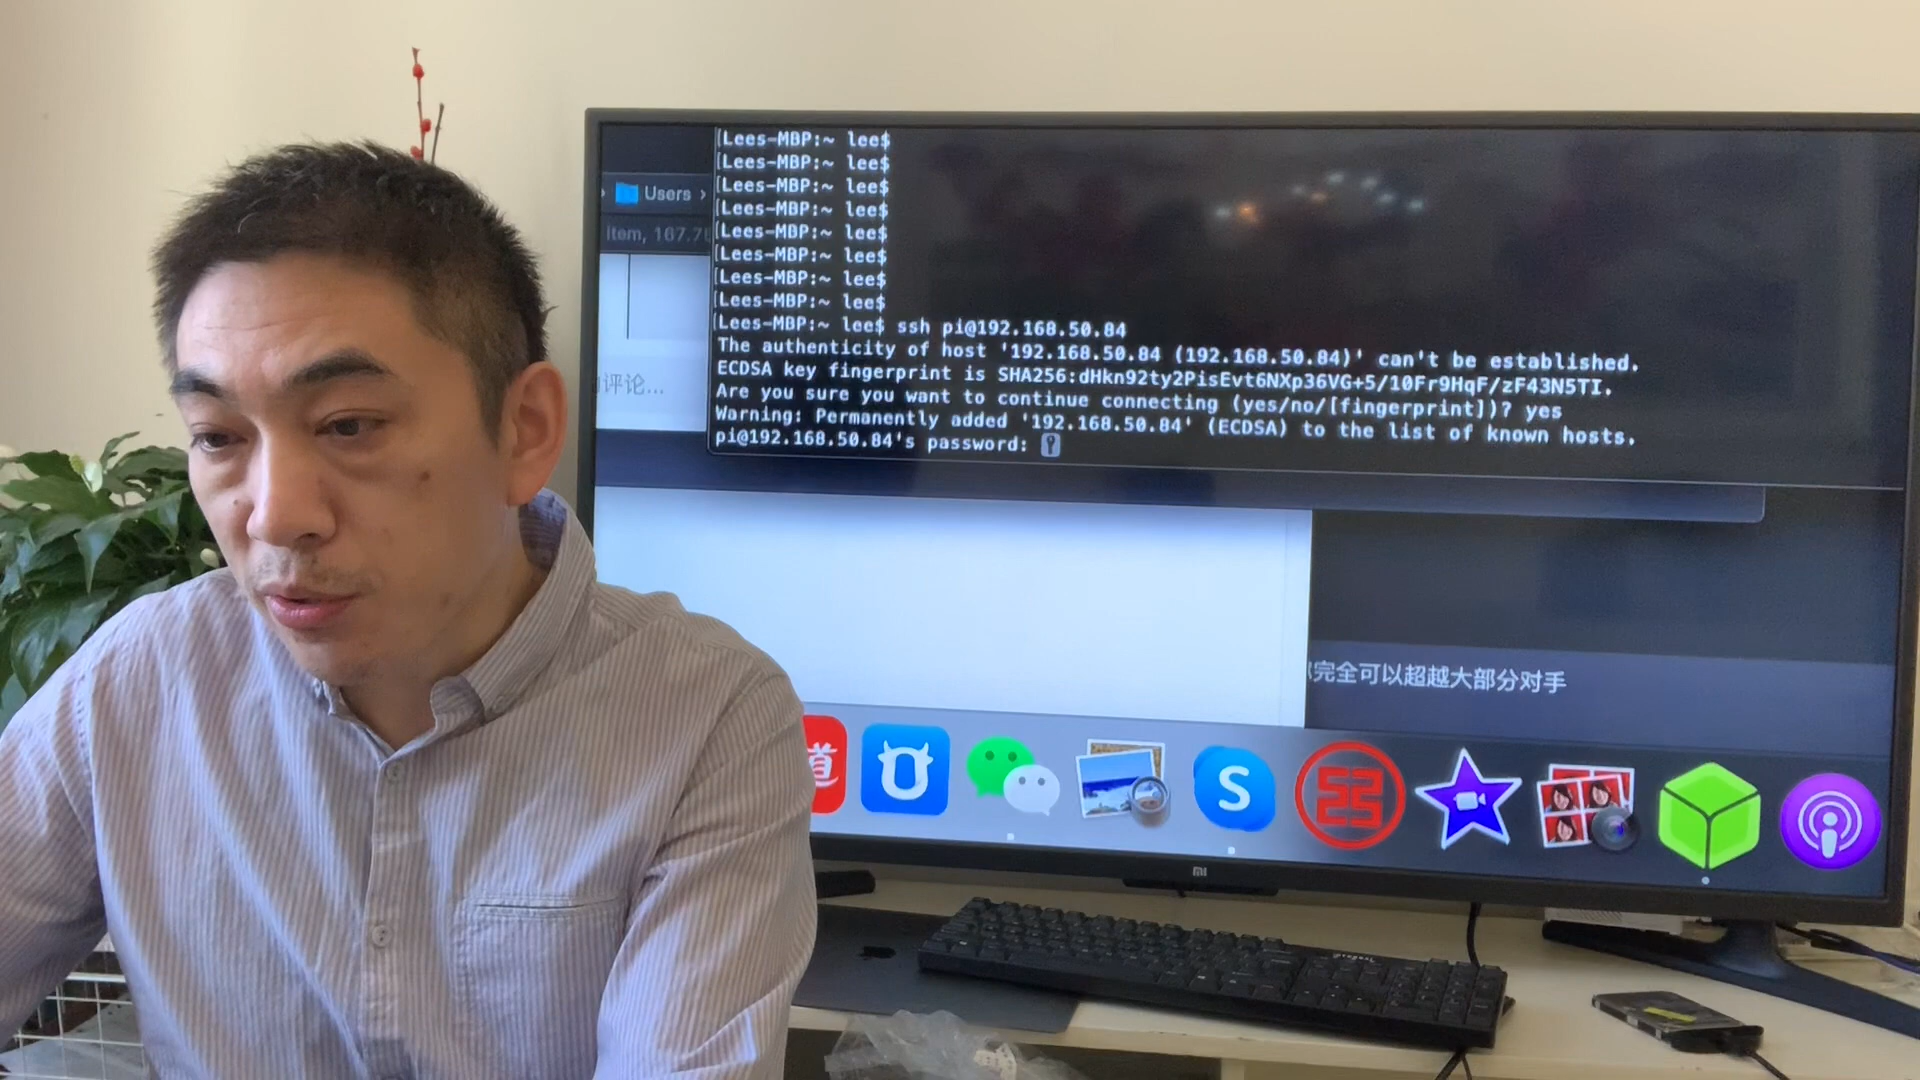 [Lees-MBP:~ lee$
[Lees-MBP:~ lee$
[Lees-MBP:~ lee$
[Lees-MBP:~ lee$
[Lees-MBP:~ lee$
[Lees-MBP:~ lee$
[Lees-MBP:~ lee$
[Lees-MBP:~ lee$
[Lees-MBP:~ lee$ ssh pi@192.168.50.84
The authenticity of host '192.168.50.84 (192.168.50.84)' can't be established.
ECDSA key fingerprint is SHA256:dHkn92ty2PisEvt6NXp36VG+5/10Fr9HqF/zF43N5TI.
Are you sure you want to continue connecting (yes/no/[fingerprint])? yes
Warning: Permanently added '192.168.50.84' (ECDSA) to the list of known hosts.
pi@192.168.50.84's password:
Users ›
item, 167.7
评论...
完全可以超越大部分对手
道
S
mi